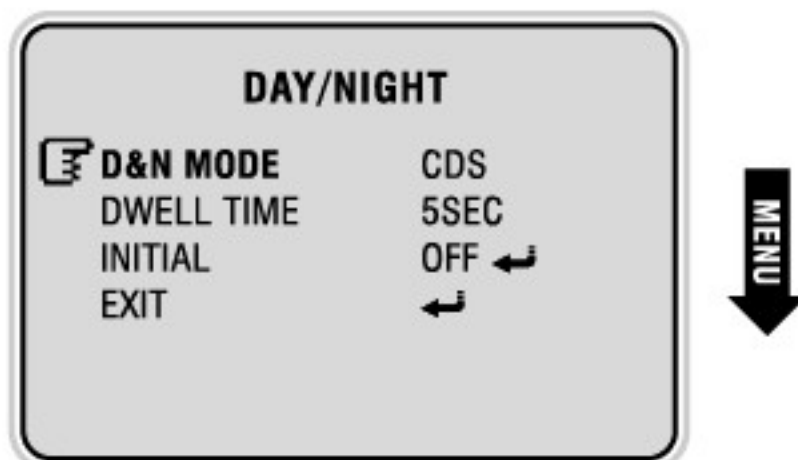 DAY/NIGHT
D&N MODE CDS
DWELL TIME 5SEC
INITIAL OFF
EXIT
MENU